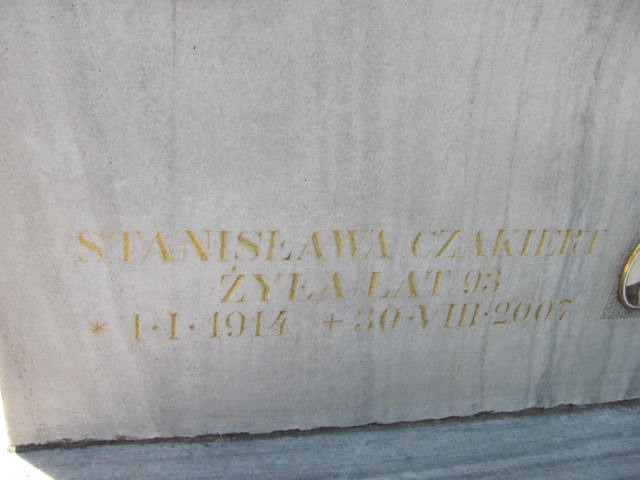 STANISŁAWA CZAKIERT
ŻYŁA LAT 93
* 1·I·1914 + 30·VIII·2007